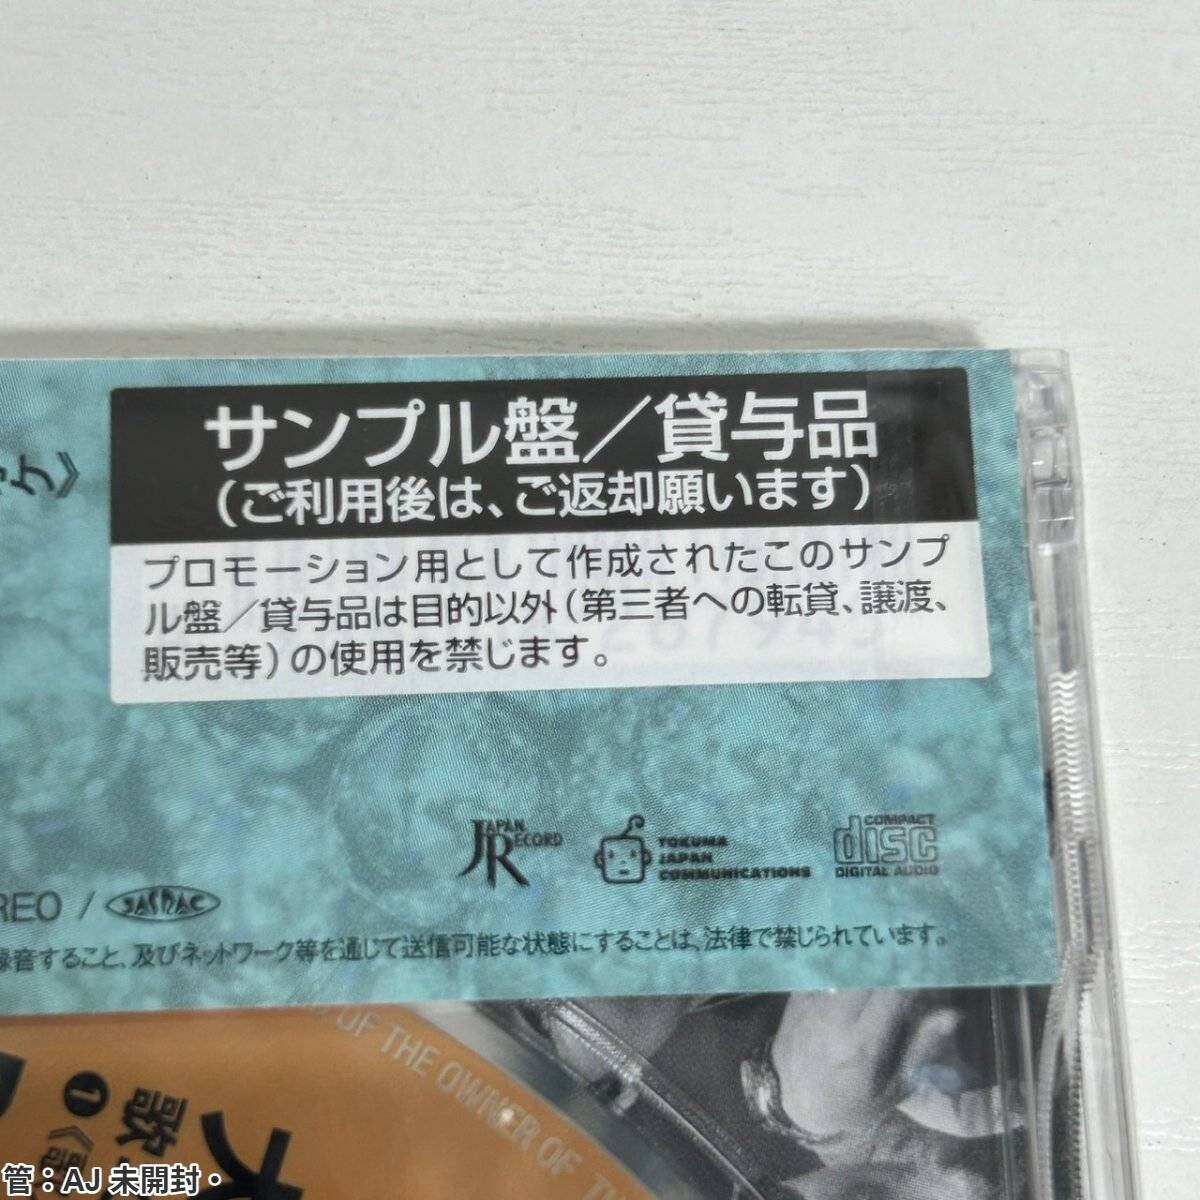 サンプル盤／貸与品
（ご利用後は、ご返却願います）
プロモーション用として作成されたこのサンプ
ル盤／貸与品は目的以外（第三者への転貸、譲渡、
販売等）の使用を禁じます。
JAPAN RECORD
TOKUMA
JAPAN
COMMUNICATIONS
COMPACT
disc
DIGITAL AUDIO
REO / JASRAC
録音すること、及びネットワーク等を通じて送信可能な状態にすることは、法律で禁じられています。
OF THE OWNER OF
歌
❶
管：AJ 未開封・